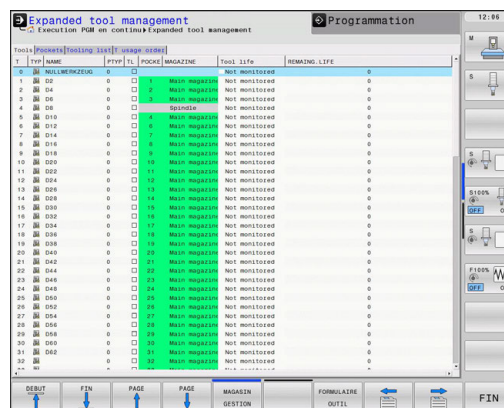 Expanded tool management
Execution PGM en continu Expanded tool management
Programmation
12:06
Tools Pockets Tooling list T usage order
T TYP NAME PTYP TL POCKE MAGAZINE Tool life REMAING.LIFE
0 NULLWERKZEUG 0 Not monitored 0
1 D2 0 1 Main magazine Not monitored 0
2 D4 0 2 Main magazine Not monitored 0
3 D6 0 3 Main magazine Not monitored 0
4 D8 0 Spindle Not monitored 0
5 D10 0 4 Main magazine Not monitored 0
6 D12 0 6 Main magazine Not monitored 0
7 D14 0 7 Main magazine Not monitored 0
8 D16 0 8 Main magazine Not monitored 0
9 D18 0 9 Main magazine Not monitored 0
10 D20 0 10 Main magazine Not monitored 0
11 D22 0 11 Main magazine Not monitored 0
12 D24 0 12 Main magazine Not monitored 0
13 D26 0 13 Main magazine Not monitored 0
14 D28 0 14 Main magazine Not monitored 0
15 D30 0 15 Main magazine Not monitored 0
16 D32 0 16 Main magazine Not monitored 0
17 D34 0 17 Main magazine Not monitored 0
18 D36 0 18 Main magazine Not monitored 0
19 D38 0 19 Main magazine Not monitored 0
20 D40 0 20 Main magazine Not monitored 0
21 D42 0 21 Main magazine Not monitored 0
22 D44 0 22 Main magazine Not monitored 0
23 D46 0 23 Main magazine Not monitored 0
24 D48 0 24 Main magazine Not monitored 0
25 D50 0 25 Main magazine Not monitored 0
26 D52 0 26 Main magazine Not monitored 0
27 D54 0 27 Main magazine Not monitored 0
28 D56 0 28 Main magazine Not monitored 0
29 D58 0 29 Main magazine Not monitored 0
30 D60 0 30 Main magazine Not monitored 0
31 D62 0 31 Main magazine Not monitored 0
32 0 32 Main magazine Not monitored 0
M
S
S
S100%
OFF
S
F100% W
OFF
DEBUT
FIN
PAGE
PAGE
MAGASIN GESTION
FORMULAIRE OUTIL
FIN